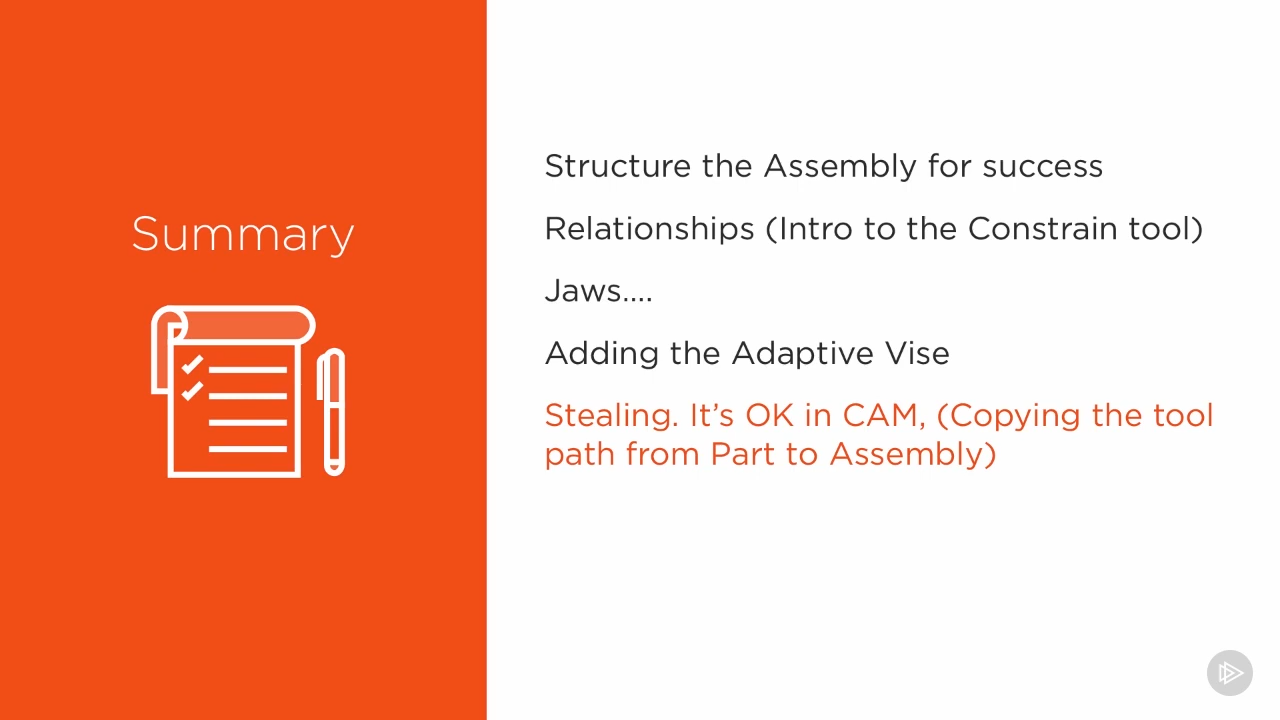 Summary
Structure the Assembly for success
Relationships (Intro to the Constrain tool)
Jaws....
Adding the Adaptive Vise
Stealing. It’s OK in CAM, (Copying the tool
path from Part to Assembly)